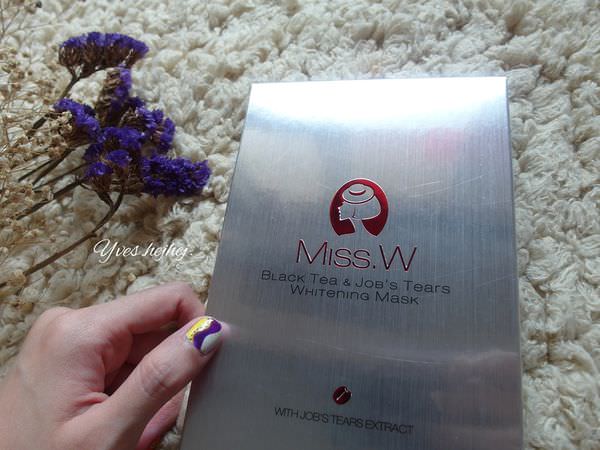 Yves hejhej.
MISS.W
BLACK TEA & JOB'S TEARS
WHITENING MASK
WITH JOB'S TEARS EXTRACT